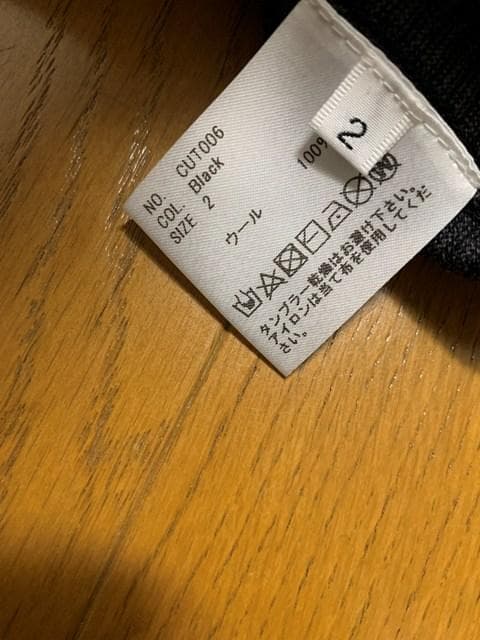 NO. CUT006
COL. Black
SIZE 2
ウール 100%
2
タンブラー乾燥はお避け下さい。
アイロンは当て布を使用してくだ
さい。